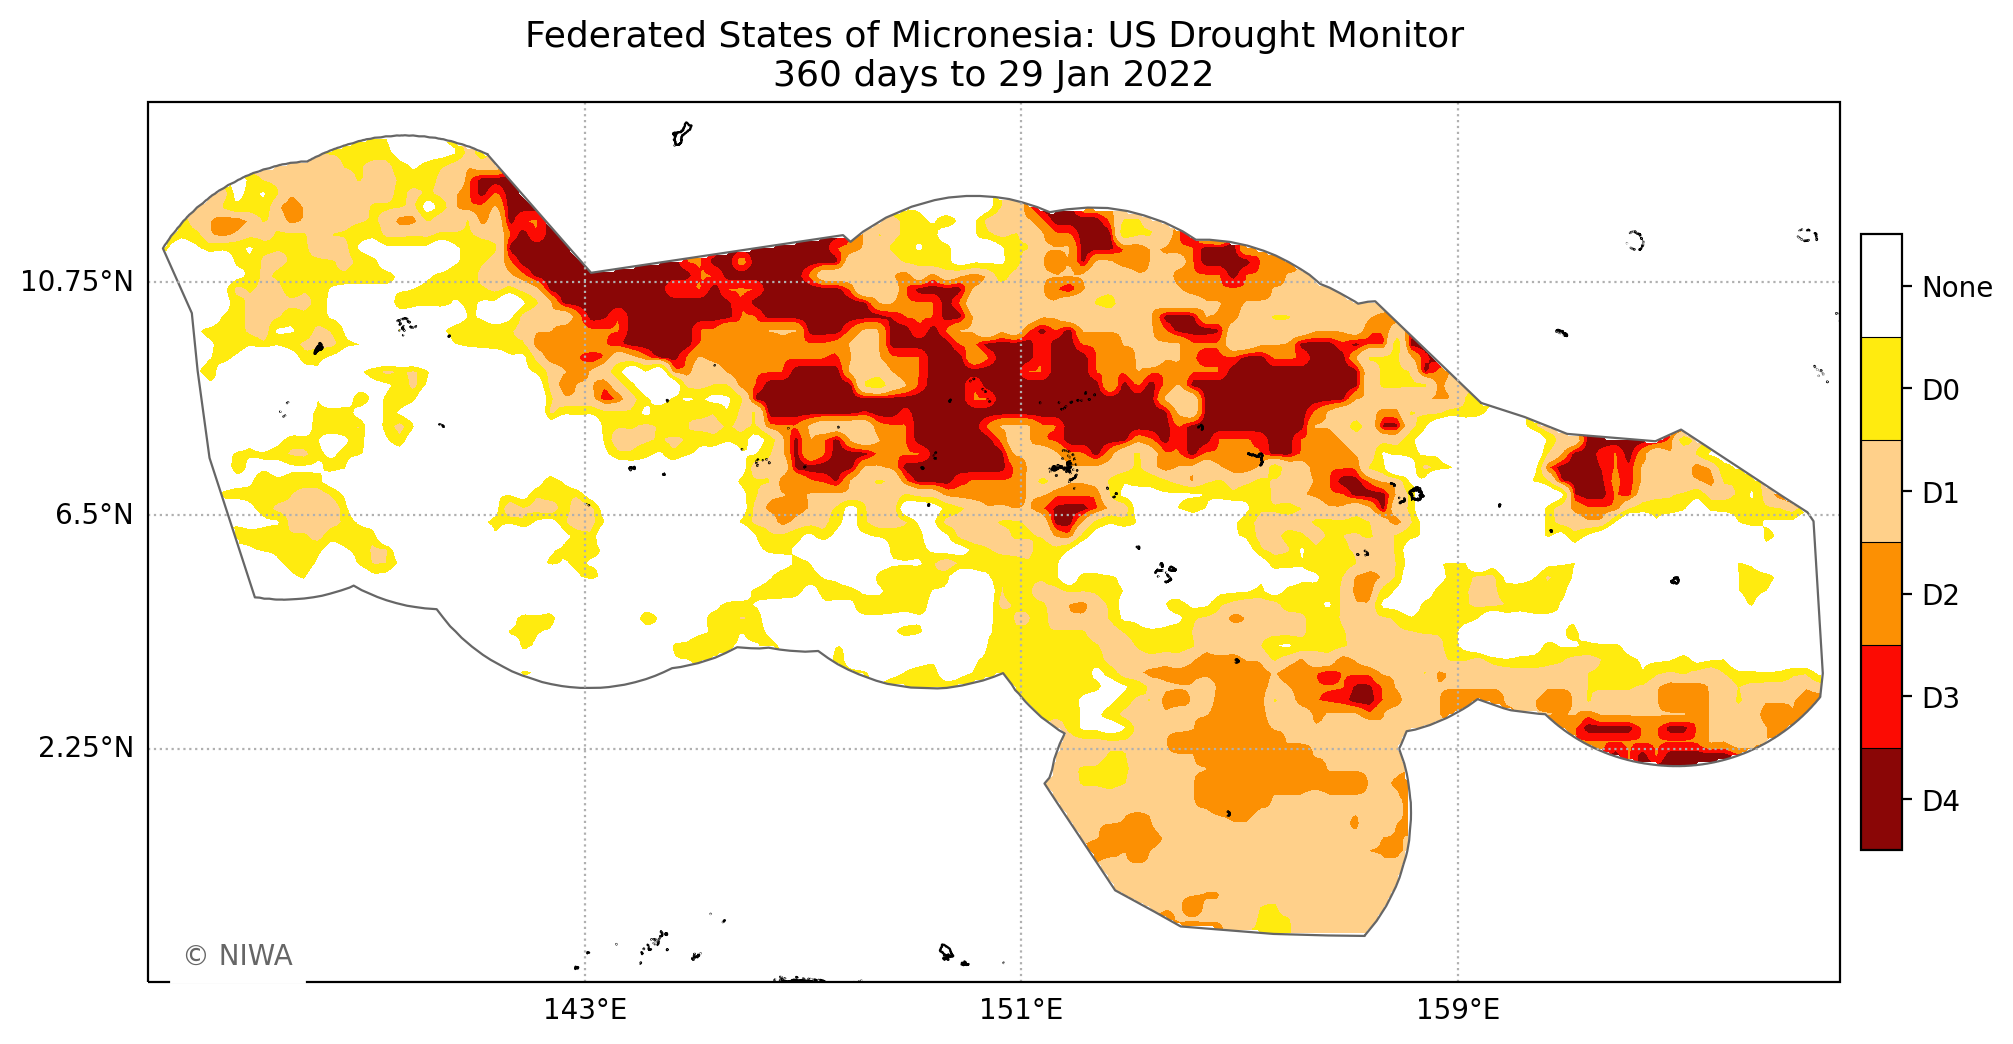 Federated States of Micronesia: US Drought Monitor
360 days to 29 Jan 2022
10.75°N
6.5°N
2.25°N
143°E
151°E
159°E
None
D0
D1
D2
D3
D4
© NIWA